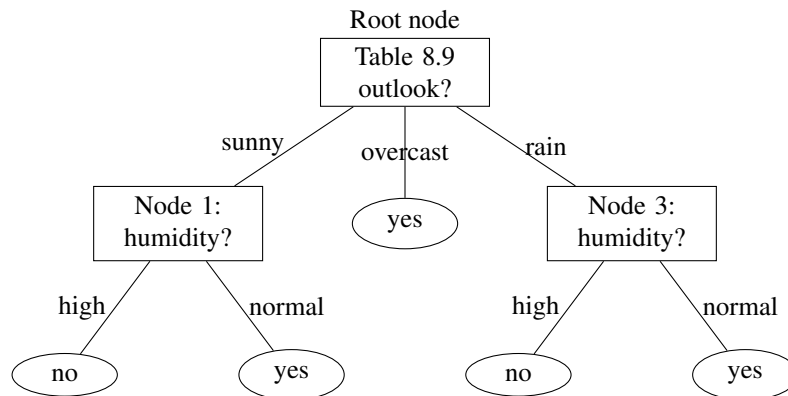 Root node
Table 8.9
outlook?
sunny
overcast
rain
Node 1:
humidity?
yes
Node 3:
humidity?
high
normal
high
normal
no
yes
no
yes